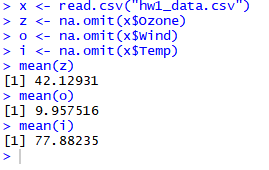 > x <- read.csv("hw1_data.csv")
> z <- na.omit(x$Ozone)
> o <- na.omit(x$Wind)
> i <- na.omit(x$Temp)
> mean(z)
[1] 42.12931
> mean(o)
[1] 9.957516
> mean(i)
[1] 77.88235
>